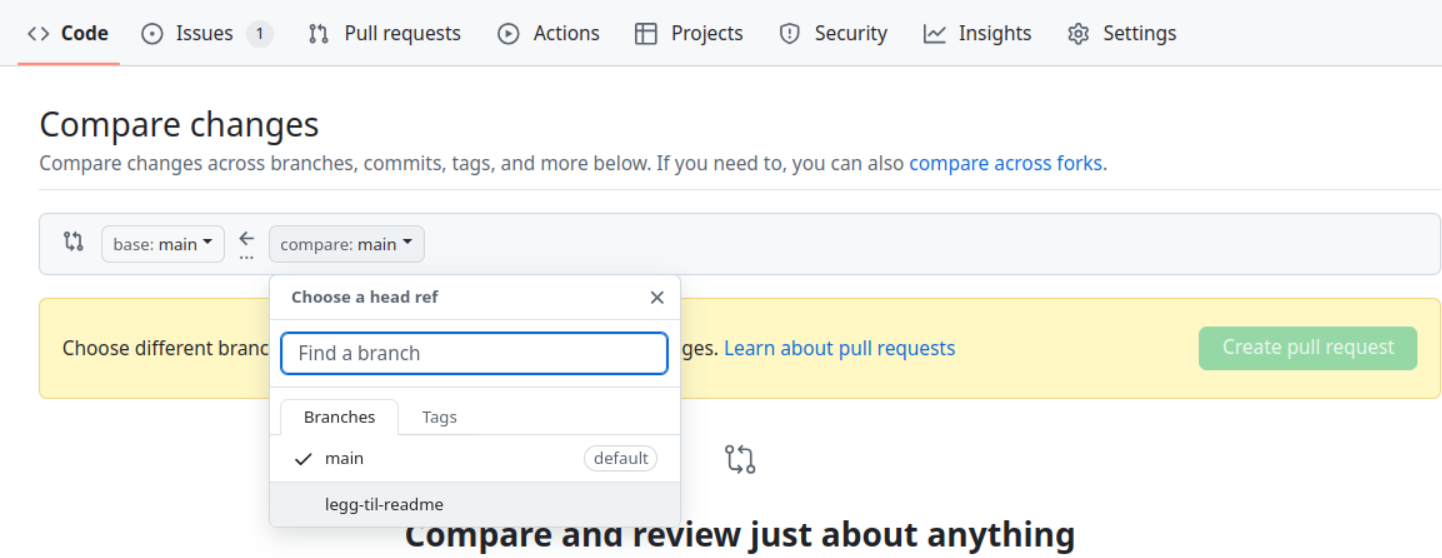 Code Issues 1 Pull requests Actions Projects Security Insights Settings
Compare changes
Compare changes across branches, commits, tags, and more below. If you need to, you can also compare across forks.
base: main ← compare: main
...
Choose a head ref
Choose different branc
Find a branch
ges. Learn about pull requests
Create pull request
Branches Tags
main default
legg-til-readme
Compare and review just about anything